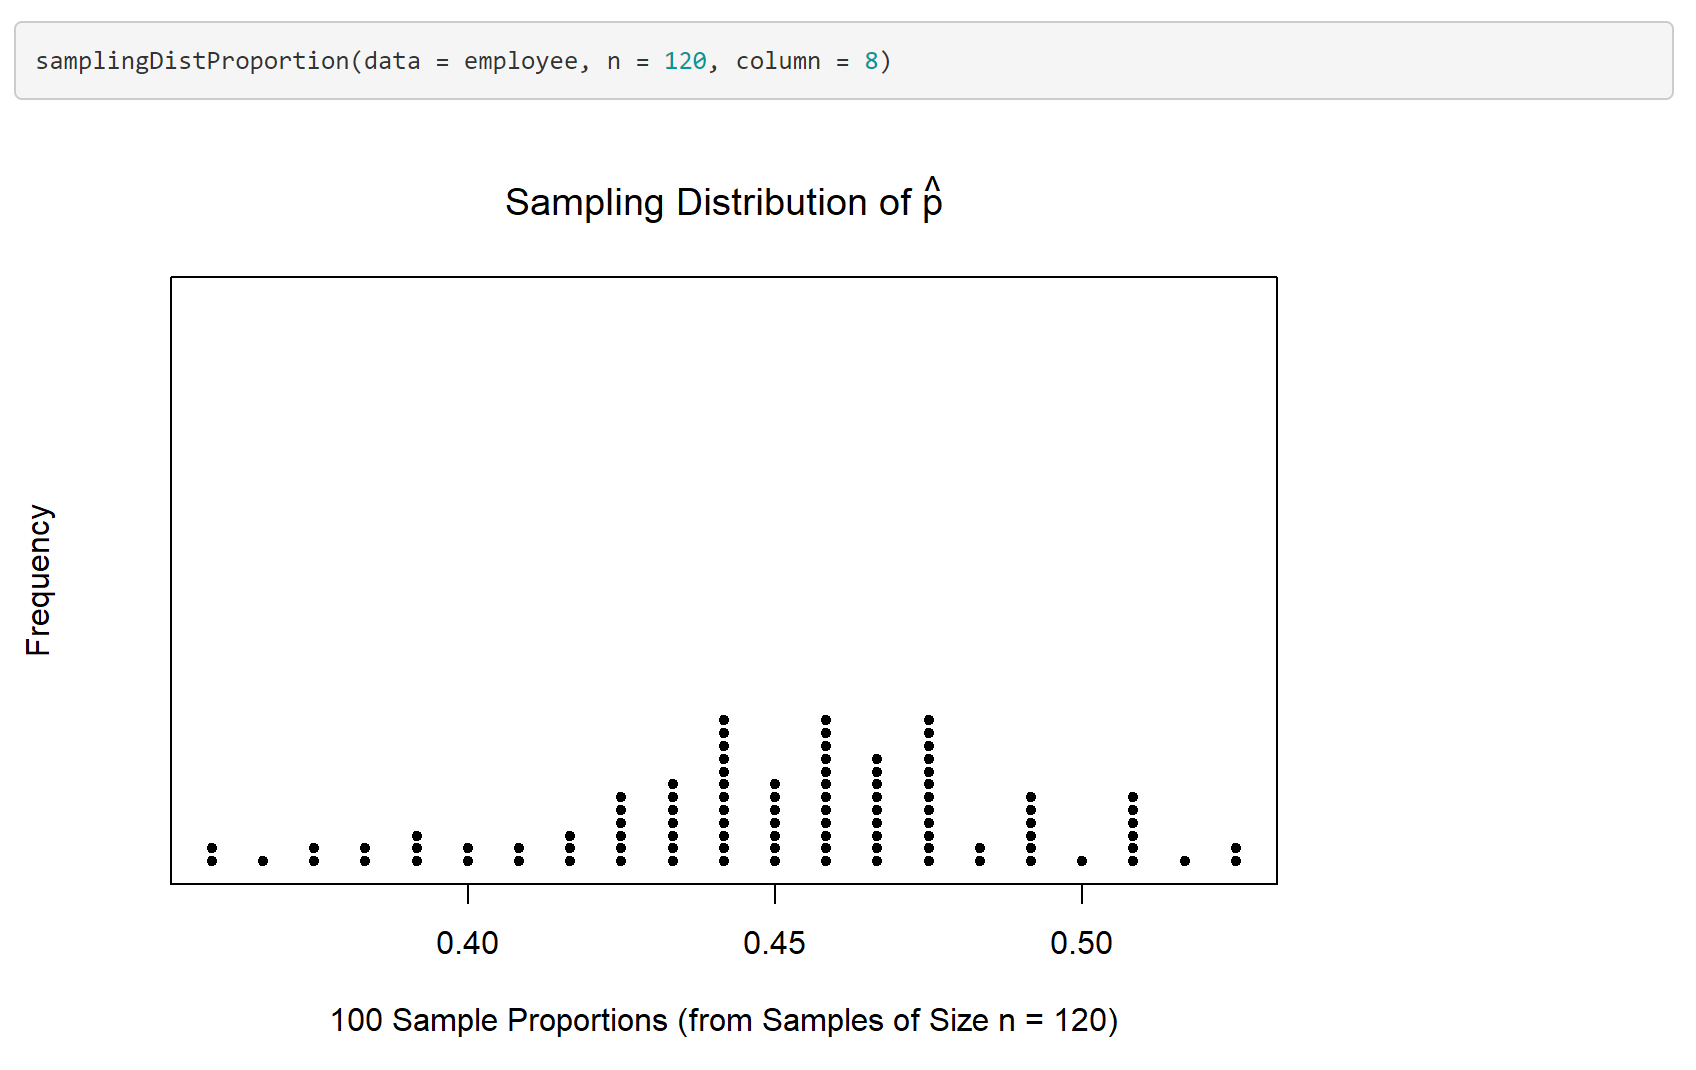 samplingDistProportion(data = employee, n = 120, column = 8)
Sampling Distribution of p̂
Frequency
0.40 0.45 0.50
100 Sample Proportions (from Samples of Size n = 120)